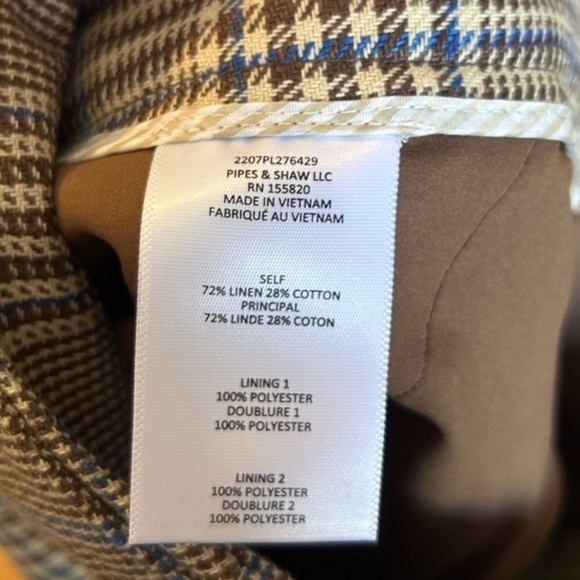 2207PL276429
PIPES & SHAW LLC
RN 155820
MADE IN VIETNAM
FABRIQUÉ AU VIETNAM
SELF
72% LINEN 28% COTTON
PRINCIPAL
72% LINDE 28% COTON
LINING 1
100% POLYESTER
DOUBLURE 1
100% POLYESTER
LINING 2
100% POLYESTER
DOUBLURE 2
100% POLYESTER